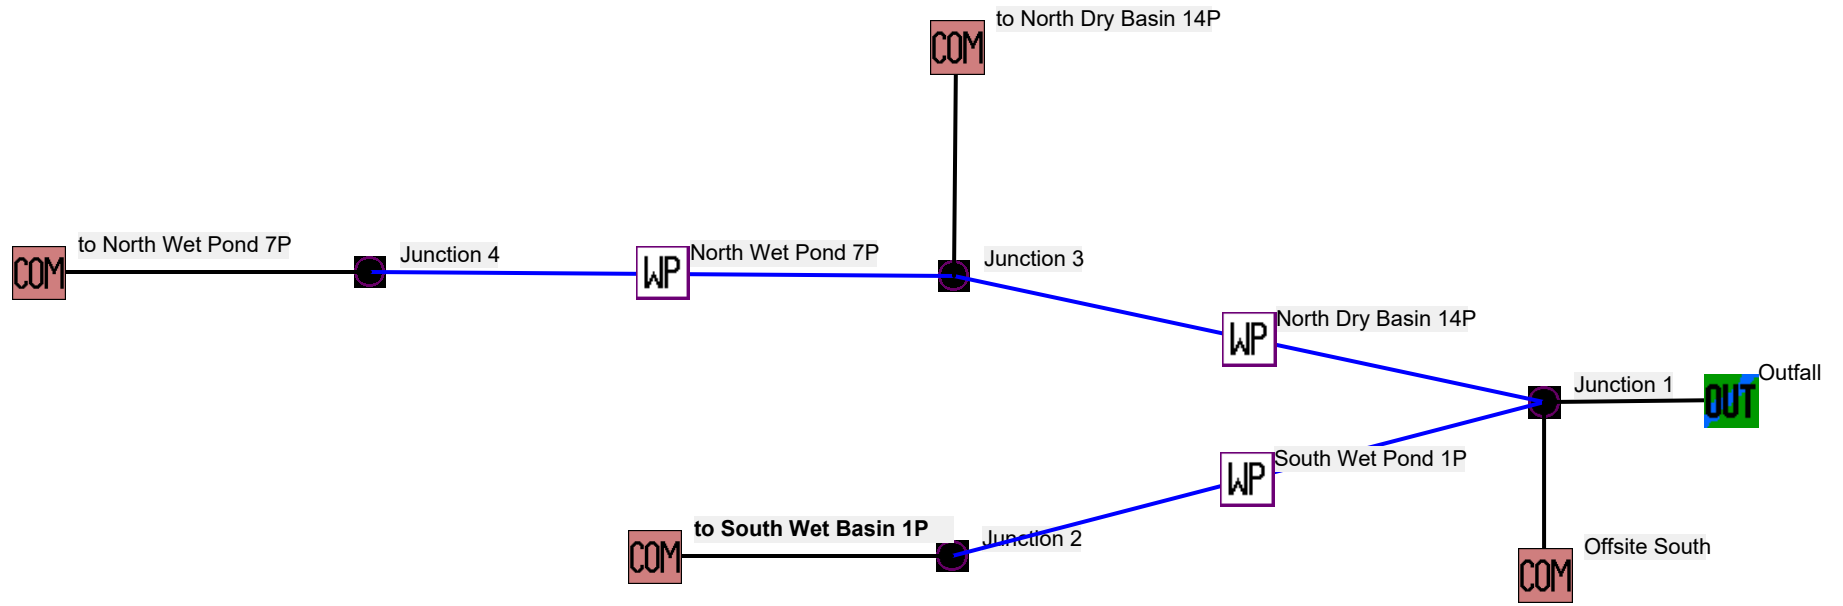 to North Dry Basin 14P
COM
to North Wet Pond 7P
COM
Junction 4
WP
North Wet Pond 7P
Junction 3
WP
North Dry Basin 14P
Junction 1
OUT
Outfall
WP
South Wet Pond 1P
to South Wet Basin 1P
COM
Junction 2
Offsite South
COM